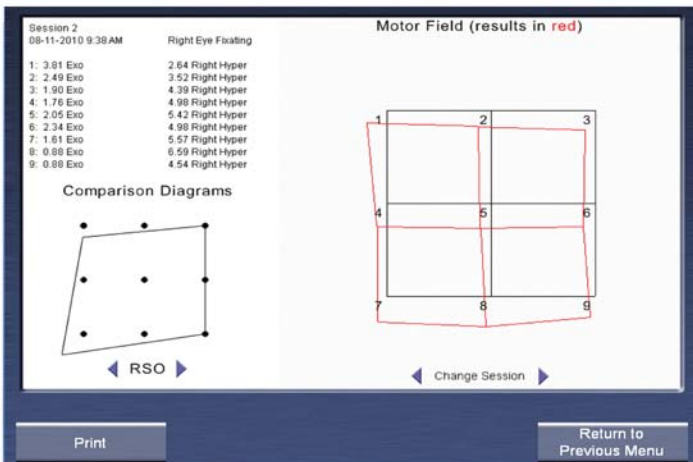 Session 2
08-11-2010 9:38 AM Right Eye Fixating
1: 3.81 Exo 2.64 Right Hyper
2: 2.49 Exo 3.52 Right Hyper
3: 1.90 Exo 4.39 Right Hyper
4: 1.76 Exo 4.98 Right Hyper
5: 2.05 Exo 5.42 Right Hyper
6: 2.34 Exo 4.98 Right Hyper
7: 1.61 Exo 5.57 Right Hyper
8: 0.88 Exo 6.59 Right Hyper
9: 0.88 Exo 4.54 Right Hyper
Comparison Diagrams
RSO
Motor Field (results in red)
1 2 3
4 5 6
7 8 9
Change Session
Print
Return to
Previous Menu